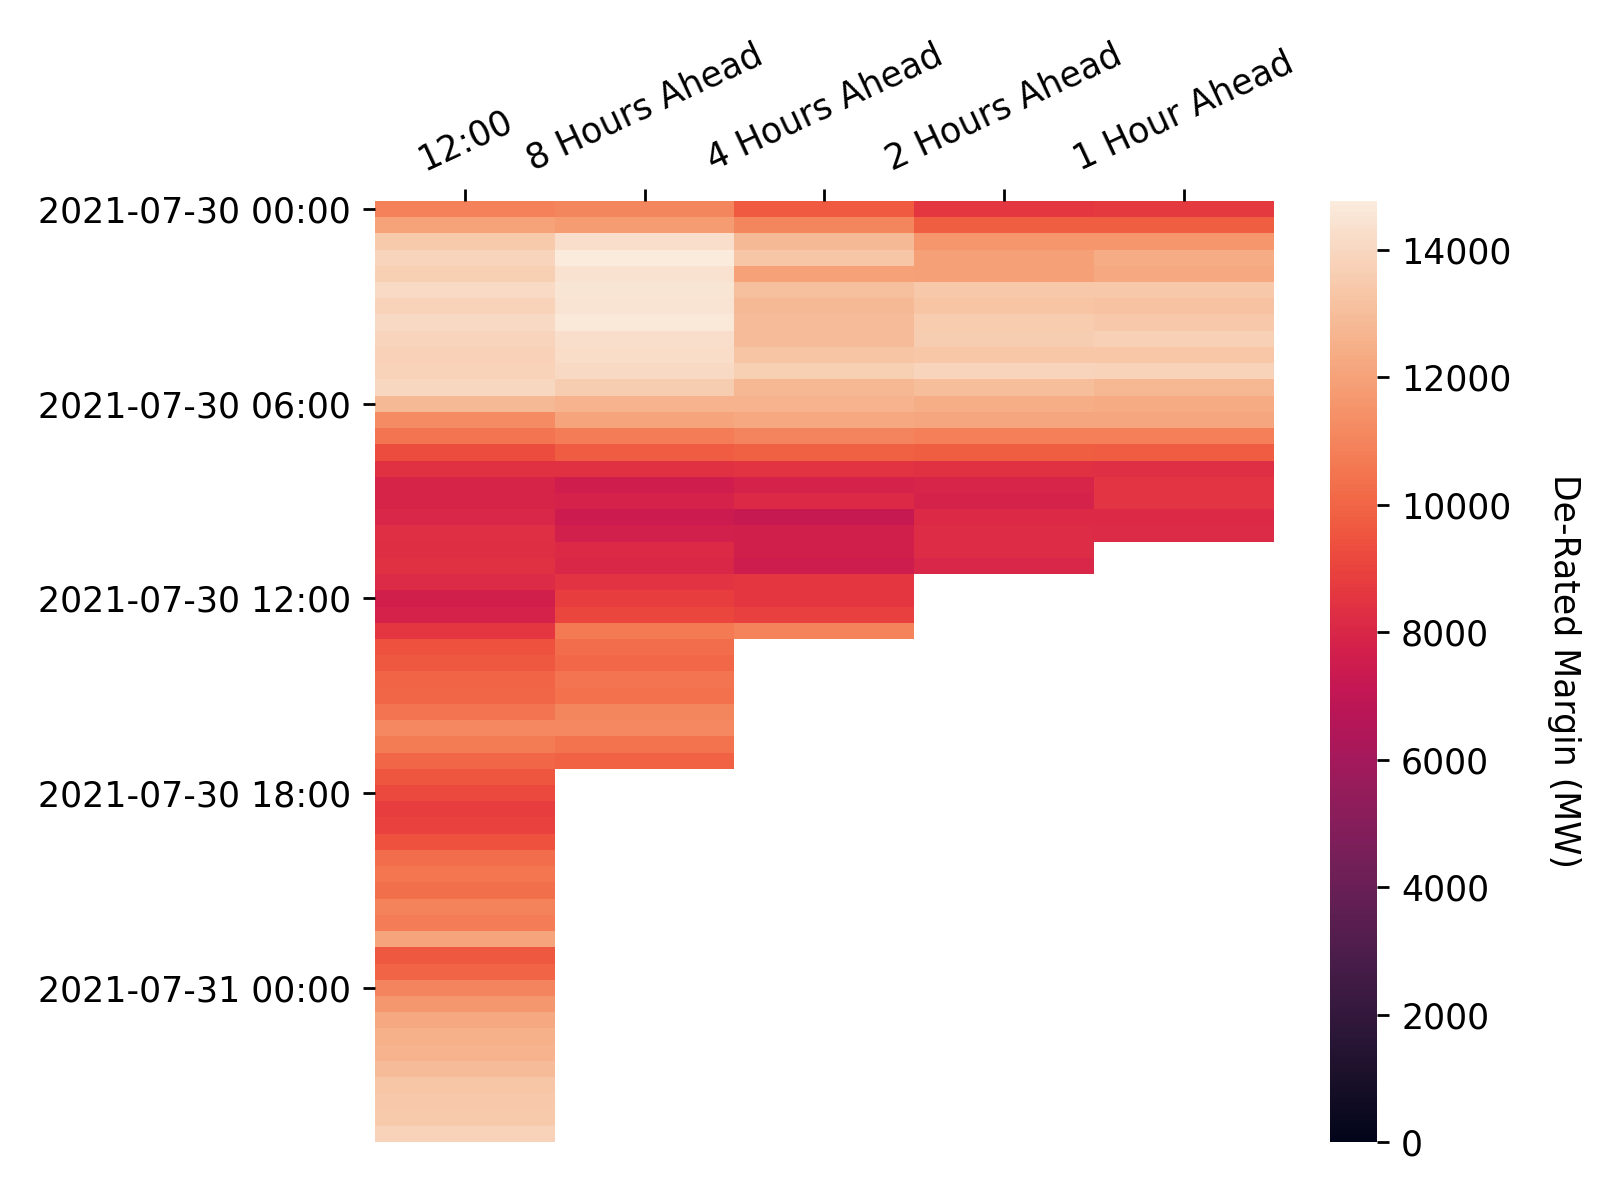 12:00
8 Hours Ahead
4 Hours Ahead
2 Hours Ahead
1 Hour Ahead
2021-07-30 00:00
2021-07-30 06:00
2021-07-30 12:00
2021-07-30 18:00
2021-07-31 00:00
14000
12000
10000
8000
6000
4000
2000
0
De-Rated Margin (MW)